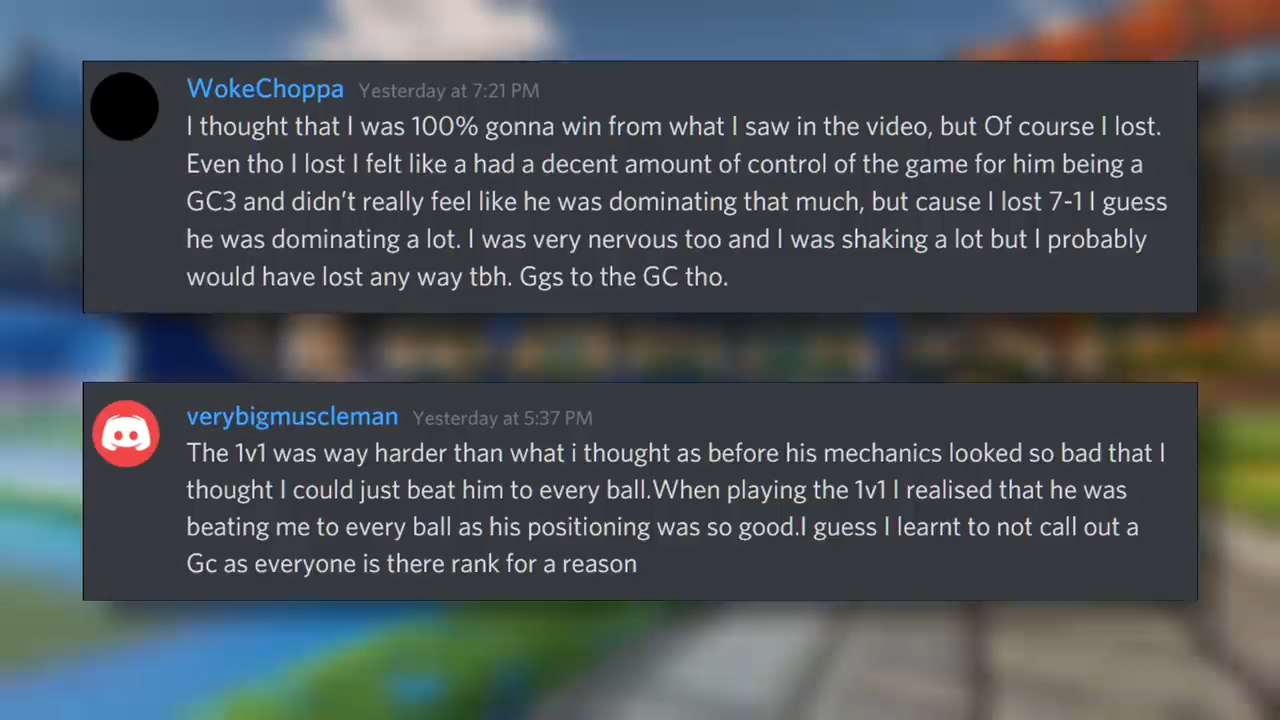 WokeChoppa Yesterday at 7:21 PM
I thought that I was 100% gonna win from what I saw in the video, but Of course I lost.
Even tho I lost I felt like a had a decent amount of control of the game for him being a
GC3 and didn't really feel like he was dominating that much, but cause I lost 7-1 I guess
he was dominating a lot. I was very nervous too and I was shaking a lot but I probably
would have lost any way tbh. Ggs to the GC tho.
verybigmuscleman Yesterday at 5:37 PM
The 1v1 was way harder than what i thought as before his mechanics looked so bad that I
thought I could just beat him to every ball.When playing the 1v1 I realised that he was
beating me to every ball as his positioning was so good.I guess I learnt to not call out a
Gc as everyone is there rank for a reason